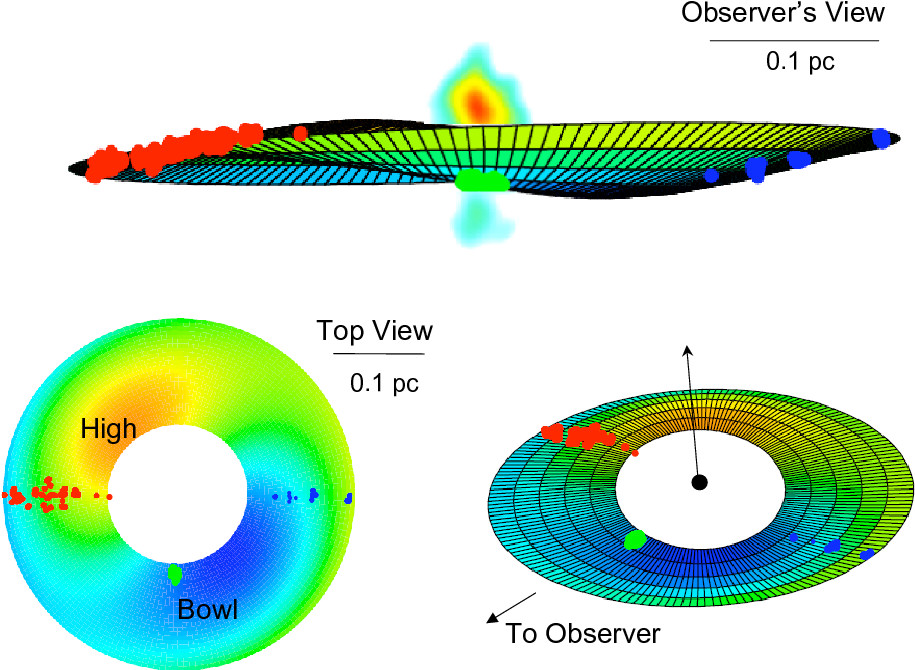 Observer's View
0.1 pc
Top View
0.1 pc
High
Bowl
To Observer